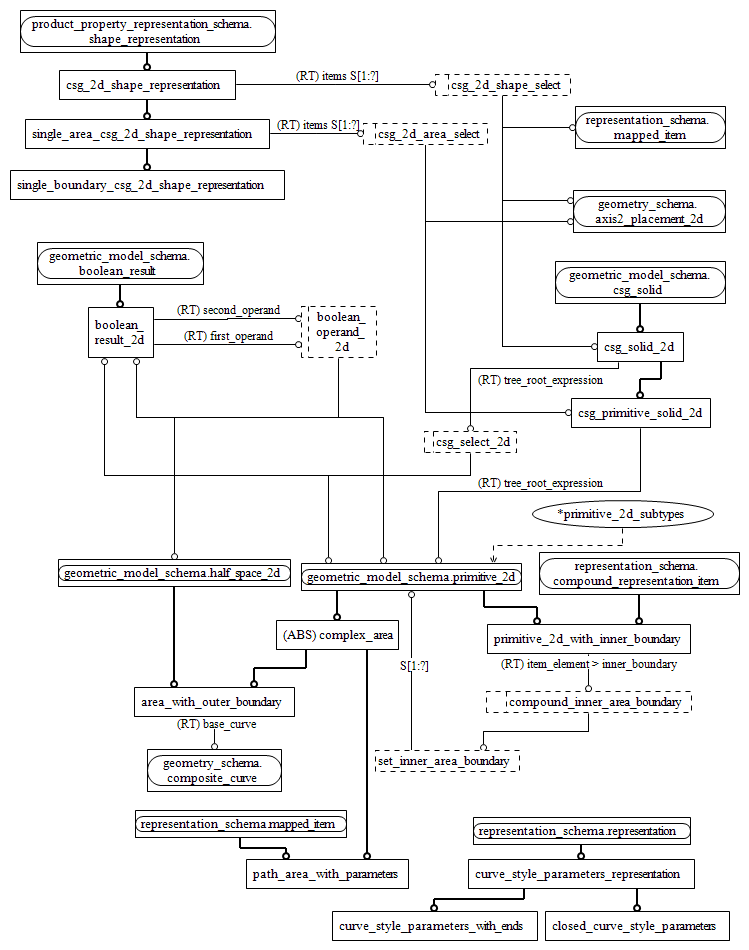 product_property_representation_schema.
shape_representation
csg_2d_shape_representation
(RT) items S[1:?]
csg_2d_shape_select
representation_schema.
mapped_item
single_area_csg_2d_shape_representation
(RT) items S[1:?]
csg_2d_area_select
single_boundary_csg_2d_shape_representation
geometry_schema.
axis2_placement_2d
geometric_model_schema.
boolean_result
geometric_model_schema.
csg_solid
boolean_
result_2d
(RT) second_operand
(RT) first_operand
boolean_
operand_
2d
csg_solid_2d
(RT) tree_root_expression
csg_primitive_solid_2d
csg_select_2d
(RT) tree_root_expression
*primitive_2d_subtypes
geometric_model_schema.half_space_2d
geometric_model_schema.primitive_2d
representation_schema.
compound_representation_item
(ABS) complex_area
primitive_2d_with_inner_boundary
S[1:?]
(RT) item_element > inner_boundary
area_with_outer_boundary
compound_inner_area_boundary
(RT) base_curve
geometry_schema.
composite_curve
set_inner_area_boundary
representation_schema.mapped_item
representation_schema.representation
path_area_with_parameters
curve_style_parameters_representation
curve_style_parameters_with_ends
closed_curve_style_parameters